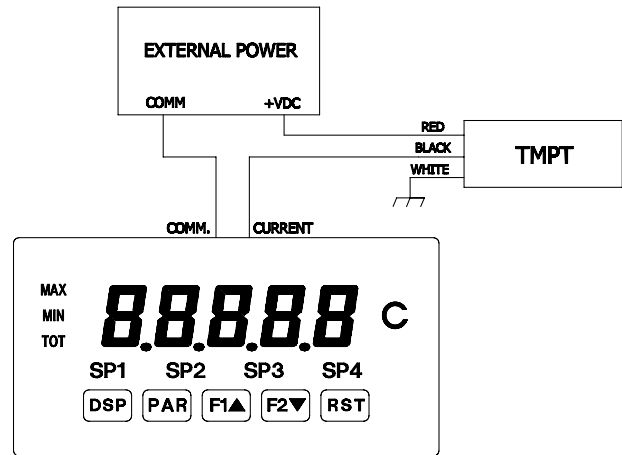 EXTERNAL POWER
COMM +VDC
RED
BLACK
WHITE
TMPT
COMM. CURRENT
MAX
MIN
TOT
8.8.8.8.8 C
SP1 SP2 SP3 SP4
DSP PAR F1▲ F2▼ RST